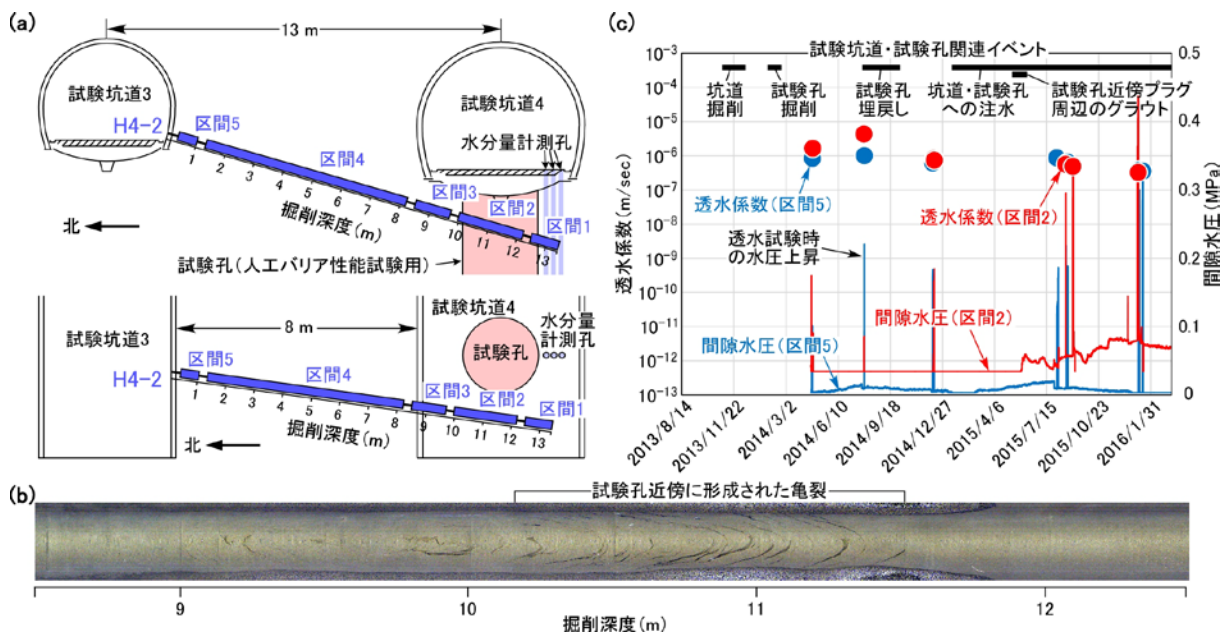 (a)
13 m
試験坑道3
試験坑道4
H4-2
区間5
水分量計測孔
区間4
1
2
3
4
5
6
7
8
9
10
11
12
13
区間3
区間2
区間1
掘削深度(m)
北
試験孔(人工バリア性能試験用)
試験坑道3
試験坑道4
8 m
水分量
計測孔
試験孔
区間5
H4-2
区間4
区間3
区間2
区間1
1
2
3
4
5
6
7
8
9
10
11
12
13
掘削深度(m)
北
(c)
試験坑道・試験孔関連イベント
坑道
掘削
試験孔
掘削
試験孔
埋戻し
坑道・試験孔
への注水
試験孔近傍プラグ
周辺のグラウト
透水係数(区間5)
透水係数(区間2)
透水試験時
の水圧上昇
間隙水圧(区間2)
間隙水圧(区間5)
透水係数(m/sec)
10⁻³
10⁻⁴
10⁻⁵
10⁻⁶
10⁻⁷
10⁻⁸
10⁻⁹
10⁻¹⁰
10⁻¹¹
10⁻¹²
10⁻¹³
間隙水圧(MPa)
0.5
0.4
0.3
0.2
0.1
0
2013/8/14
2013/11/22
2014/3/2
2014/6/10
2014/9/18
2014/12/27
2015/4/6
2015/7/15
2015/10/23
2016/1/31
(b)
試験孔近傍に形成された亀裂
9
10
11
12
掘削深度(m)